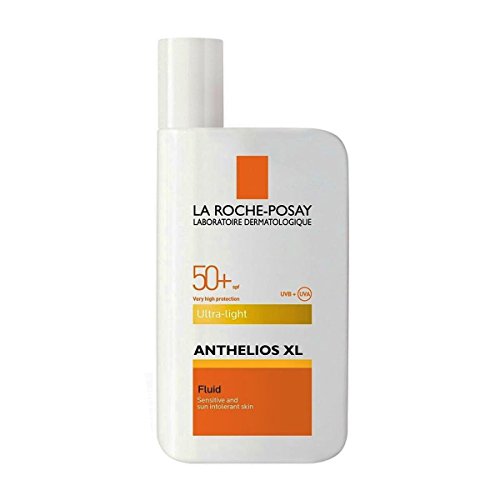 LA ROCHE-POSAY
LABORATOIRE DERMATOLOGIQUE
50+ spf
UVB + UVA
Very high protection
Ultra-light
ANTHELIOS XL
Fluid
Sensitive and
sun intolerant skin